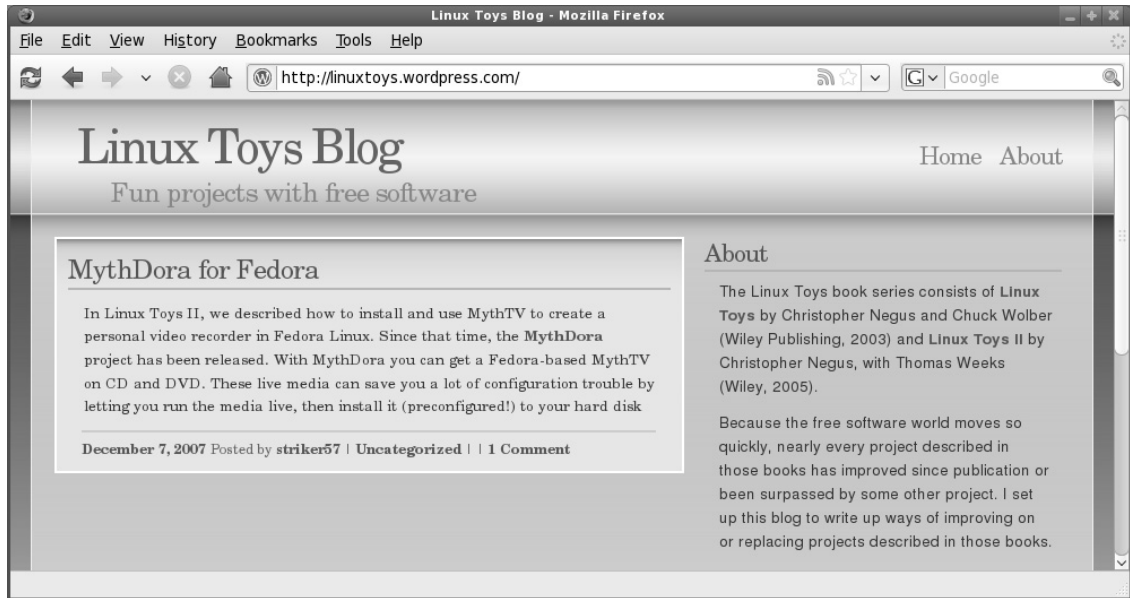 Linux Toys Blog - Mozilla Firefox
File Edit View History Bookmarks Tools Help
http://linuxtoys.wordpress.com/
G Google
Linux Toys Blog
Fun projects with free software
Home About
MythDora for Fedora
In Linux Toys II, we described how to install and use MythTV to create a
personal video recorder in Fedora Linux. Since that time, the MythDora
project has been released. With MythDora you can get a Fedora-based MythTV
on CD and DVD. These live media can save you a lot of configuration trouble by
letting you run the media live, then install it (preconfigured!) to your hard disk
December 7, 2007 Posted by striker57 | Uncategorized | | 1 Comment
About
The Linux Toys book series consists of Linux
Toys by Christopher Negus and Chuck Wolber
(Wiley Publishing, 2003) and Linux Toys II by
Christopher Negus, with Thomas Weeks
(Wiley, 2005).
Because the free software world moves so
quickly, nearly every project described in
those books has improved since publication or
been surpassed by some other project. I set
up this blog to write up ways of improving on
or replacing projects described in those books.